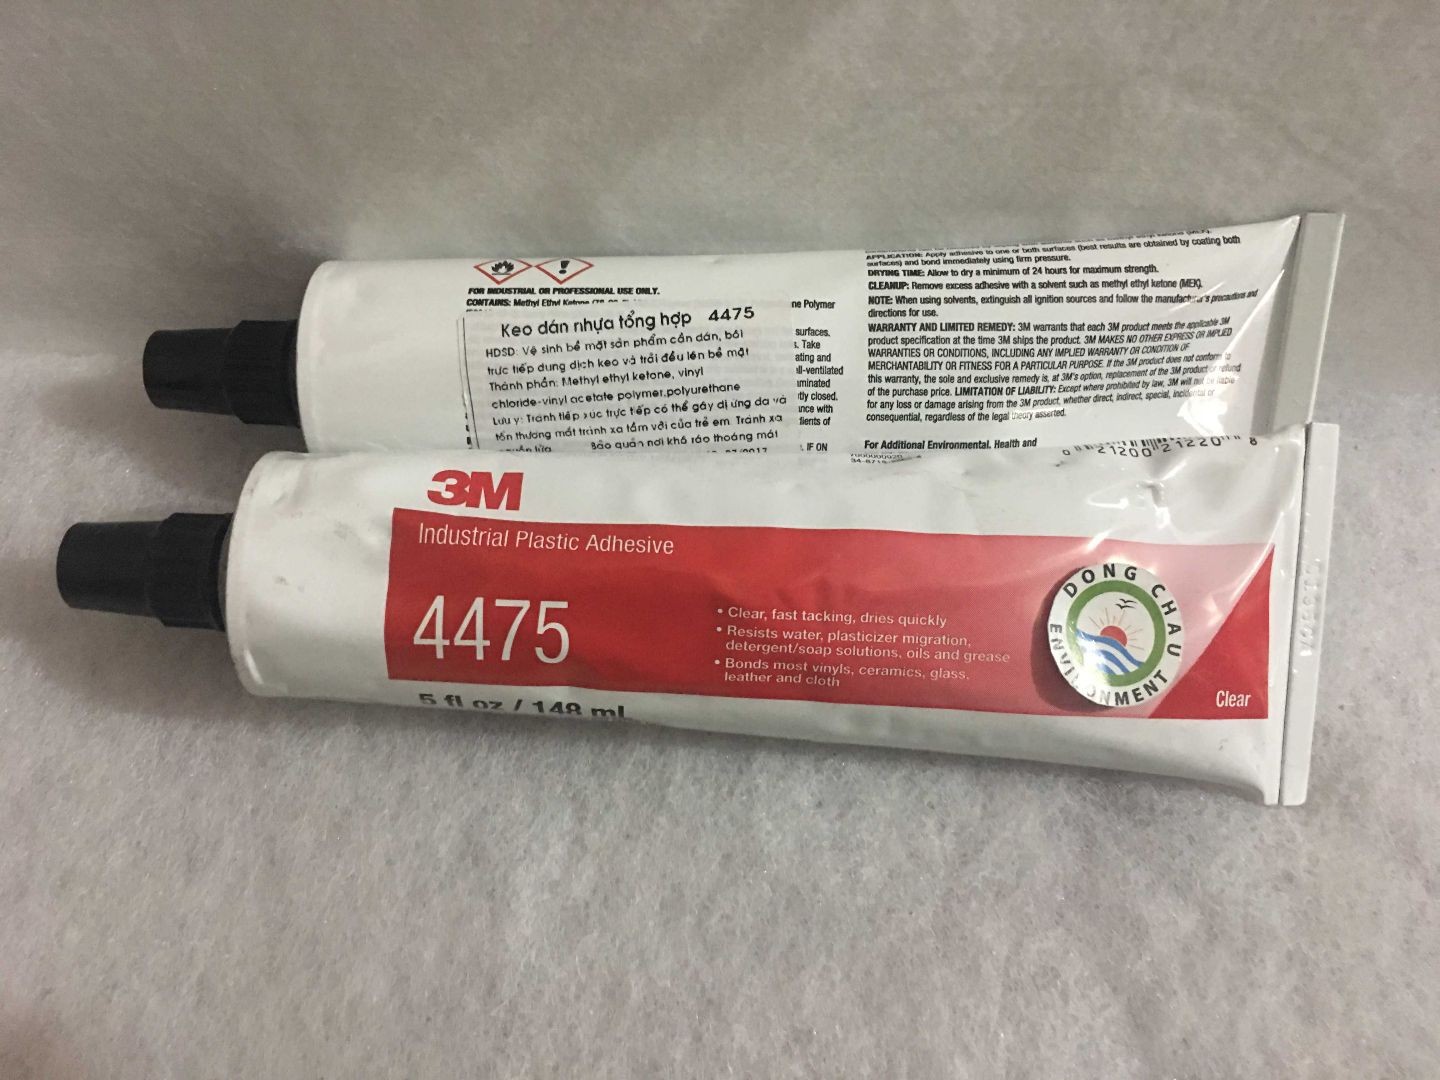 APPLICATION: Apply adhesive to one or both surfaces (best results are obtained by coating both
surfaces) and bond immediately using firm pressure.
DRYING TIME: Allow to dry a minimum of 24 hours for maximum strength.
CLEANUP: Remove excess adhesive with a solvent such as methyl ethyl ketone (MEK).
NOTE: When using solvents, extinguish all ignition sources and follow the manufacturer's precautions and
directions for use.
WARRANTY AND LIMITED REMEDY: 3M warrants that each 3M product meets the applicable 3M
product specification at the time 3M ships the product. 3M MAKES NO OTHER EXPRESS OR IMPLIED
WARRANTIES OR CONDITIONS, INCLUDING ANY IMPLIED WARRANTY OR CONDITION OF
MERCHANTABILITY OR FITNESS FOR A PARTICULAR PURPOSE. If the 3M product does not conform to
this warranty, the sole and exclusive remedy is, at 3M's option, replacement of the 3M product or refund
of the purchase price. LIMITATION OF LIABILITY: Except where prohibited by law, 3M will not be liable
for any loss or damage arising from the 3M product, whether direct, indirect, special, incidental or
consequential, regardless of the legal theory asserted.
For Additional Environmental, Health and
0 21200 21220 8
FOR INDUSTRIAL OR PROFESSIONAL USE ONLY.
CONTAINS: Methyl Ethyl Ketone
Polymer
surfaces.
Take
and
ventilated
closed.
with
of
IF ON
Keo dán nhựa tổng hợp 4475
HDSD: Vệ sinh bề mặt sản phẩm cần dán, bôi
trực tiếp dung dịch keo và trải đều lên bề mặt
Thành phần: Methyl ethyl ketone, vinyl
chloride-vinyl acetate polymer,polyurethane
Lưu ý: Tránh tiếp xúc trực tiếp có thể gây dị ứng da và
tổn thương mắt tránh xa tầm với của trẻ em. Tránh xa
Bảo quản nơi khô ráo thoáng mát
3M
Industrial Plastic Adhesive
4475
• Clear, fast tacking, dries quickly
• Resists water, plasticizer migration,
detergent/soap solutions, oils and grease
• Bonds most vinyls, ceramics, glass,
leather and cloth
5 fl oz / 148 ml
DONG CHAU
ENVIRONMENT
Clear